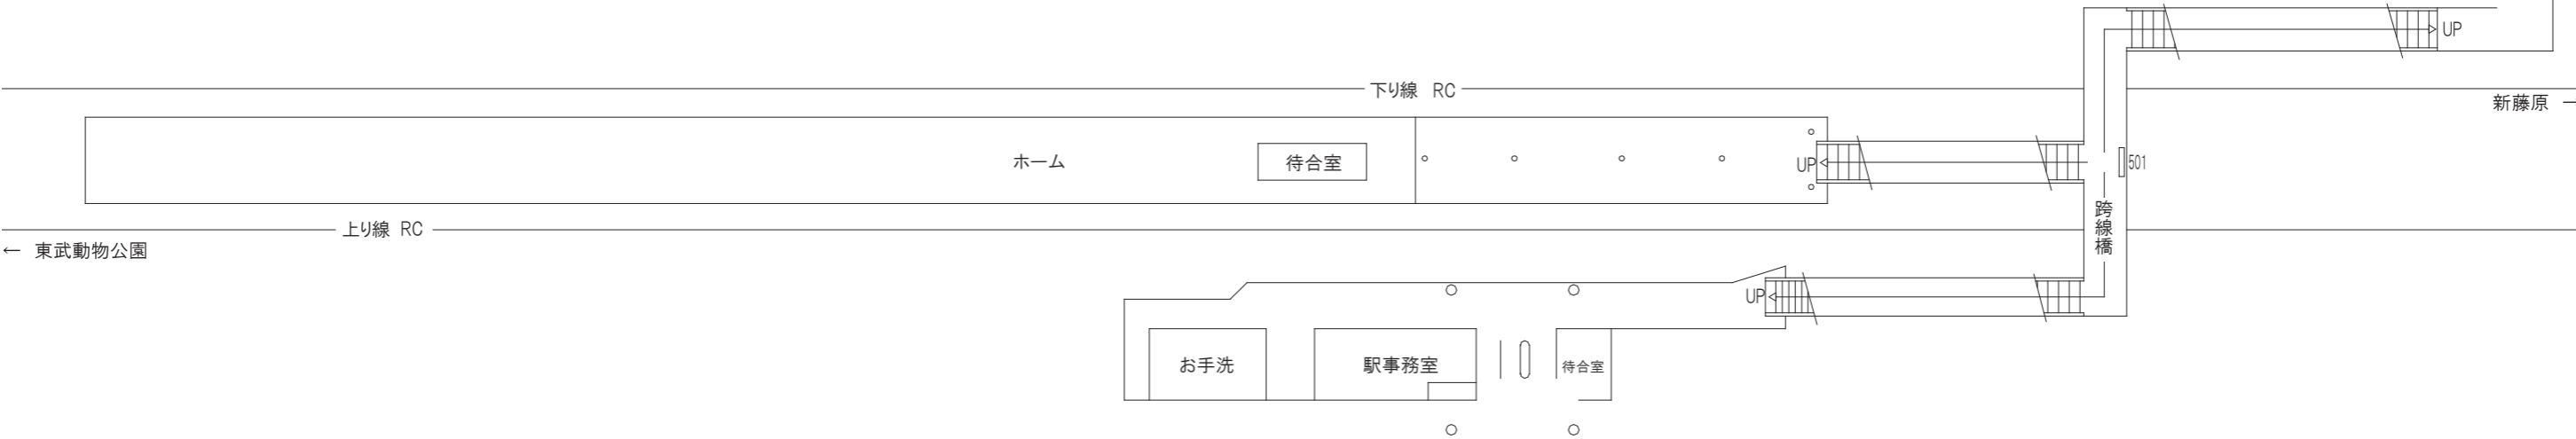 UP
UP
下り線 RC
新藤原 →
ホーム
待合室
UP
501
跨線橋
上り線 RC
← 東武動物公園
UP
お手洗
駅事務室
待合室